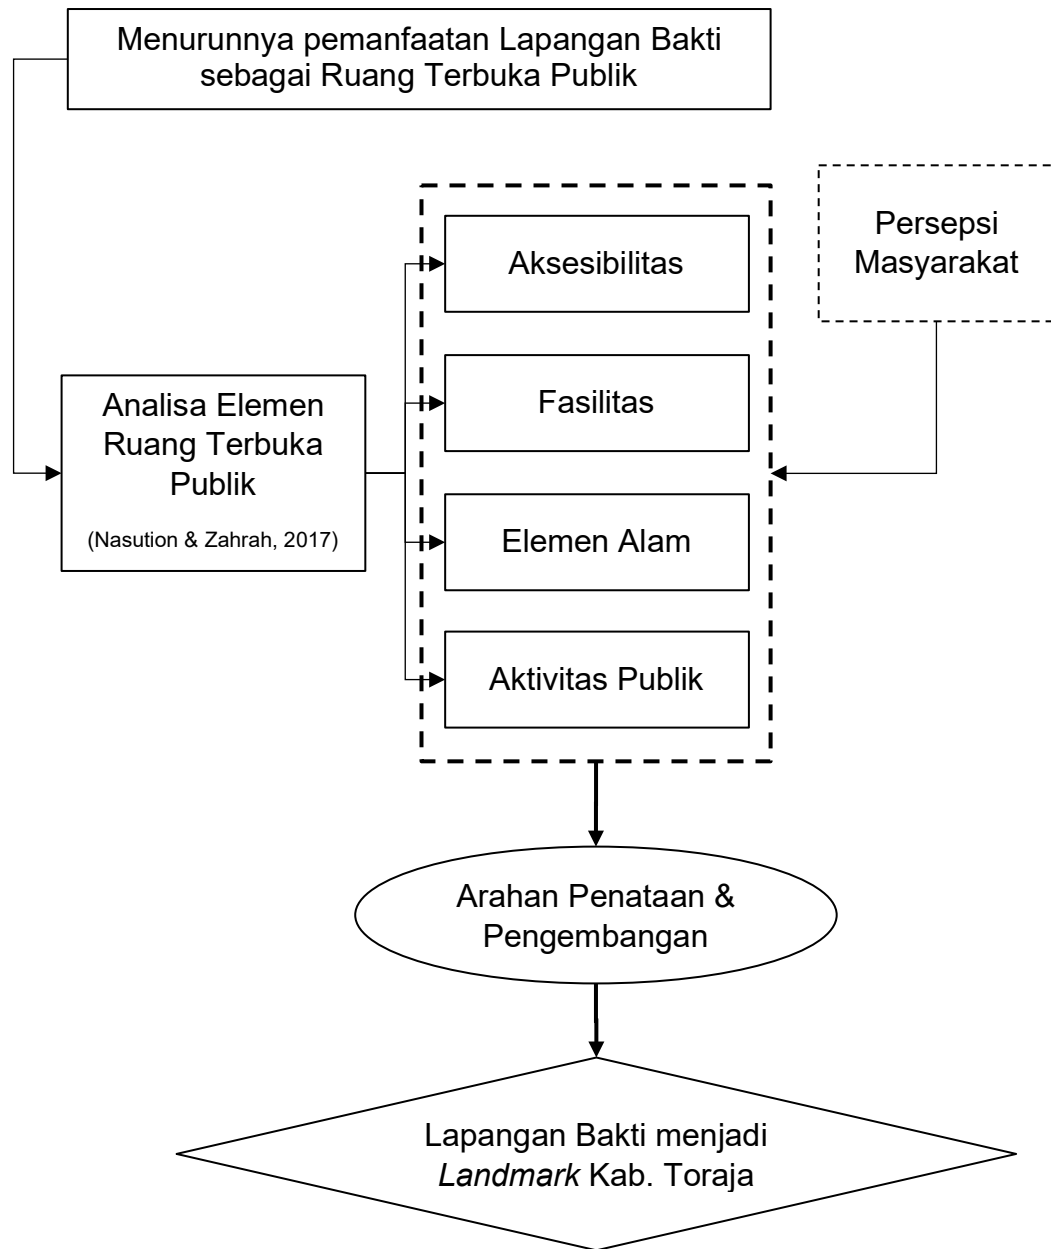 Menurunnya pemanfaatan Lapangan Bakti
sebagai Ruang Terbuka Publik
Aksesibilitas
Persepsi
Masyarakat
Fasilitas
Analisa Elemen
Ruang Terbuka
Publik
(Nasution & Zahrah, 2017)
Elemen Alam
Aktivitas Publik
Arahan Penataan &
Pengembangan
Lapangan Bakti menjadi
Landmark Kab. Toraja